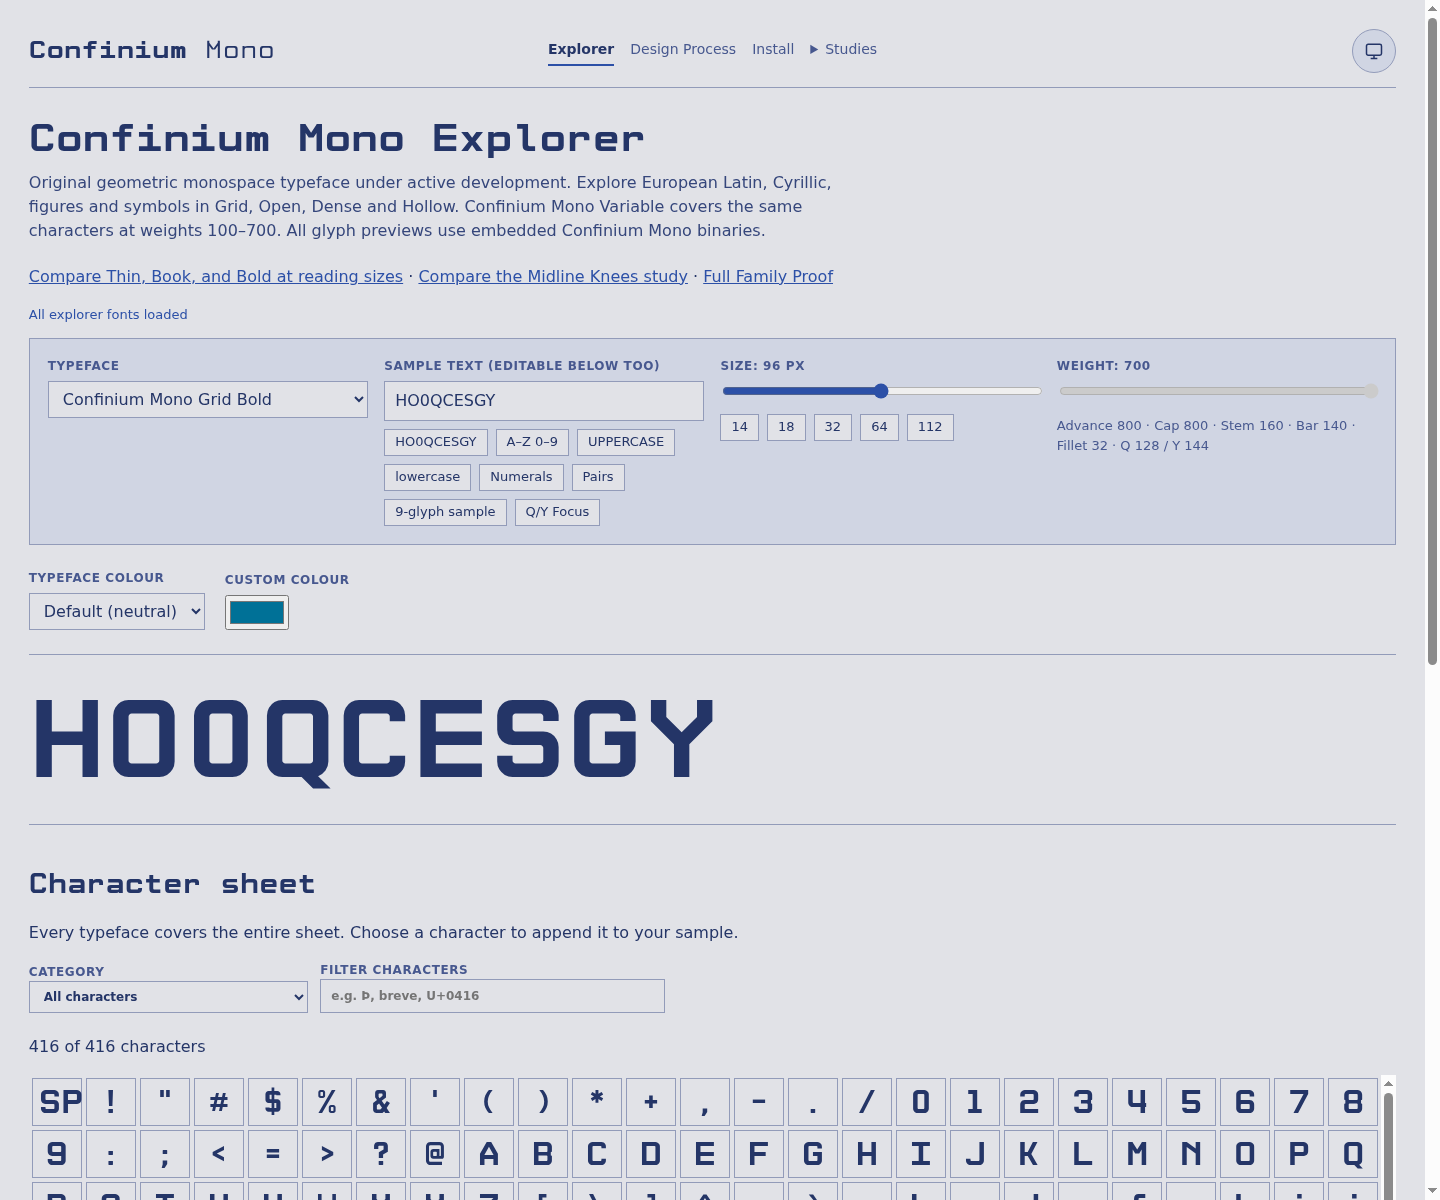 Confinium Mono
Explorer Design Process Install ▶ Studies
Confinium Mono Explorer
Original geometric monospace typeface under active development. Explore European Latin, Cyrillic,
figures and symbols in Grid, Open, Dense and Hollow. Confinium Mono Variable covers the same
characters at weights 100–700. All glyph previews use embedded Confinium Mono binaries.
Compare Thin, Book, and Bold at reading sizes · Compare the Midline Knees study · Full Family Proof
All explorer fonts loaded
TYPEFACE
Confinium Mono Grid Bold
SAMPLE TEXT (EDITABLE BELOW TOO)
HO0QCESGY
HO0QCESGY A–Z 0–9 UPPERCASE
lowercase Numerals Pairs
9-glyph sample Q/Y Focus
SIZE: 96 PX
14 18 32 64 112
WEIGHT: 700
Advance 800 · Cap 800 · Stem 160 · Bar 140 ·
Fillet 32 · Q 128 / Y 144
TYPEFACE COLOUR
Default (neutral)
CUSTOM COLOUR
HO0QCESGY
Character sheet
Every typeface covers the entire sheet. Choose a character to append it to your sample.
CATEGORY
All characters
FILTER CHARACTERS
e.g. Þ, breve, U+0416
416 of 416 characters
SP ! " # $ % & ' ( ) * + , - . / 0 1 2 3 4 5 6 7 8
9 : ; < = > ? @ A B C D E F G H I J K L M N O P Q